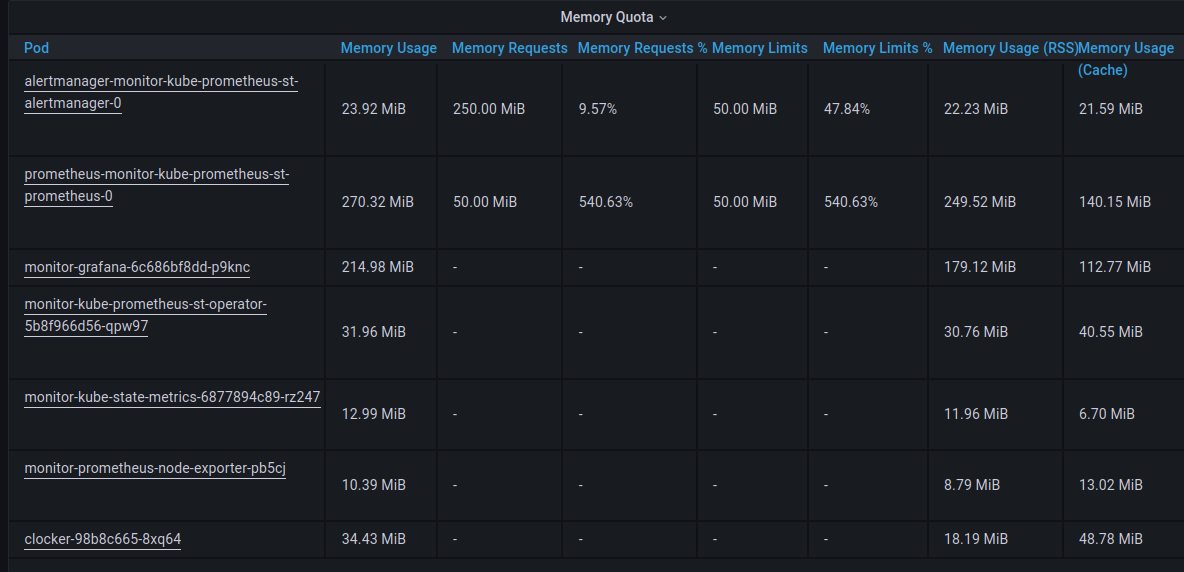 Memory Quota
Pod Memory Usage Memory Requests Memory Requests % Memory Limits Memory Limits % Memory Usage (RSS) Memory Usage
(Cache)
alertmanager-monitor-kube-prometheus-st-
alertmanager-0
23.92 MiB 250.00 MiB 9.57% 50.00 MiB 47.84% 22.23 MiB 21.59 MiB
prometheus-monitor-kube-prometheus-st-
prometheus-0
270.32 MiB 50.00 MiB 540.63% 50.00 MiB 540.63% 249.52 MiB 140.15 MiB
monitor-grafana-6c686bf8dd-p9knc 214.98 MiB - - - - 179.12 MiB 112.77 MiB
monitor-kube-prometheus-st-operator-
5b8f966d56-qpw97
31.96 MiB - - - - 30.76 MiB 40.55 MiB
monitor-kube-state-metrics-6877894c89-rz247
12.99 MiB - - - - 11.96 MiB 6.70 MiB
monitor-prometheus-node-exporter-pb5cj
10.39 MiB - - - - 8.79 MiB 13.02 MiB
clocker-98b8c665-8xq64 34.43 MiB - - - - 18.19 MiB 48.78 MiB